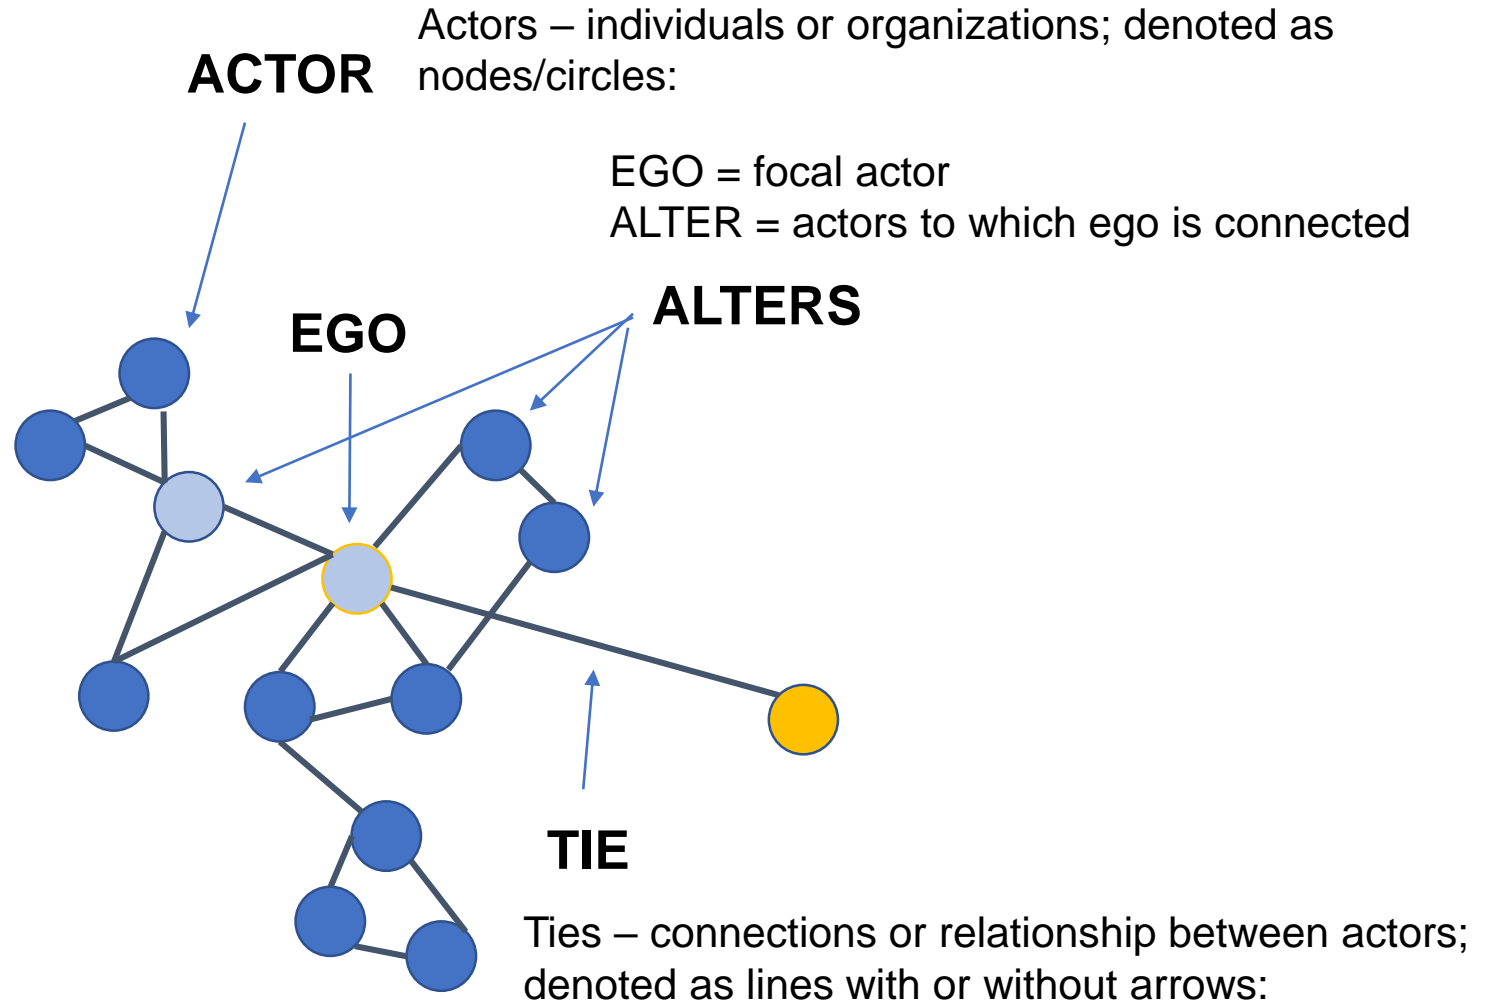 Actors – individuals or organizations; denoted as
ACTOR
nodes/circles:
EGO = focal actor
ALTER = actors to which ego is connected
ALTERS
EGO
TIE
Ties – connections or relationship between actors;
denoted as lines with or without arrows: